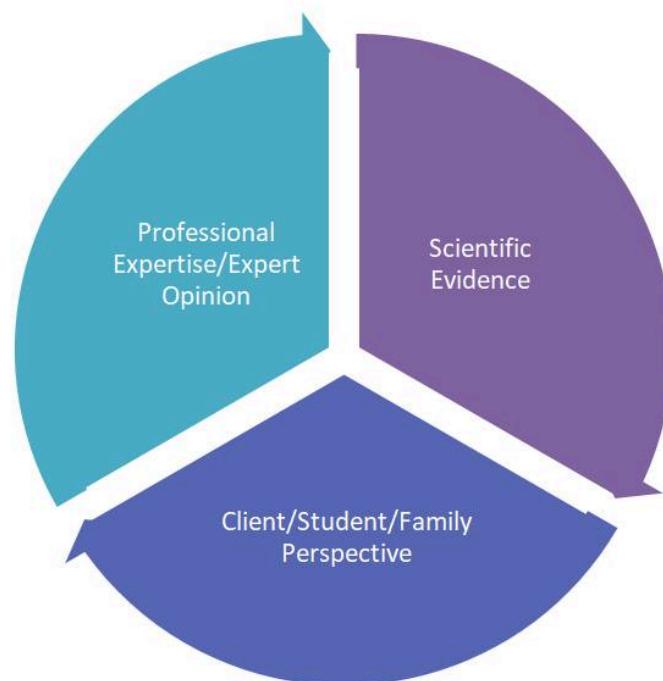 Professional
Expertise/Expert
Opinion
Scientific
Evidence
Client/Student/Family
Perspective